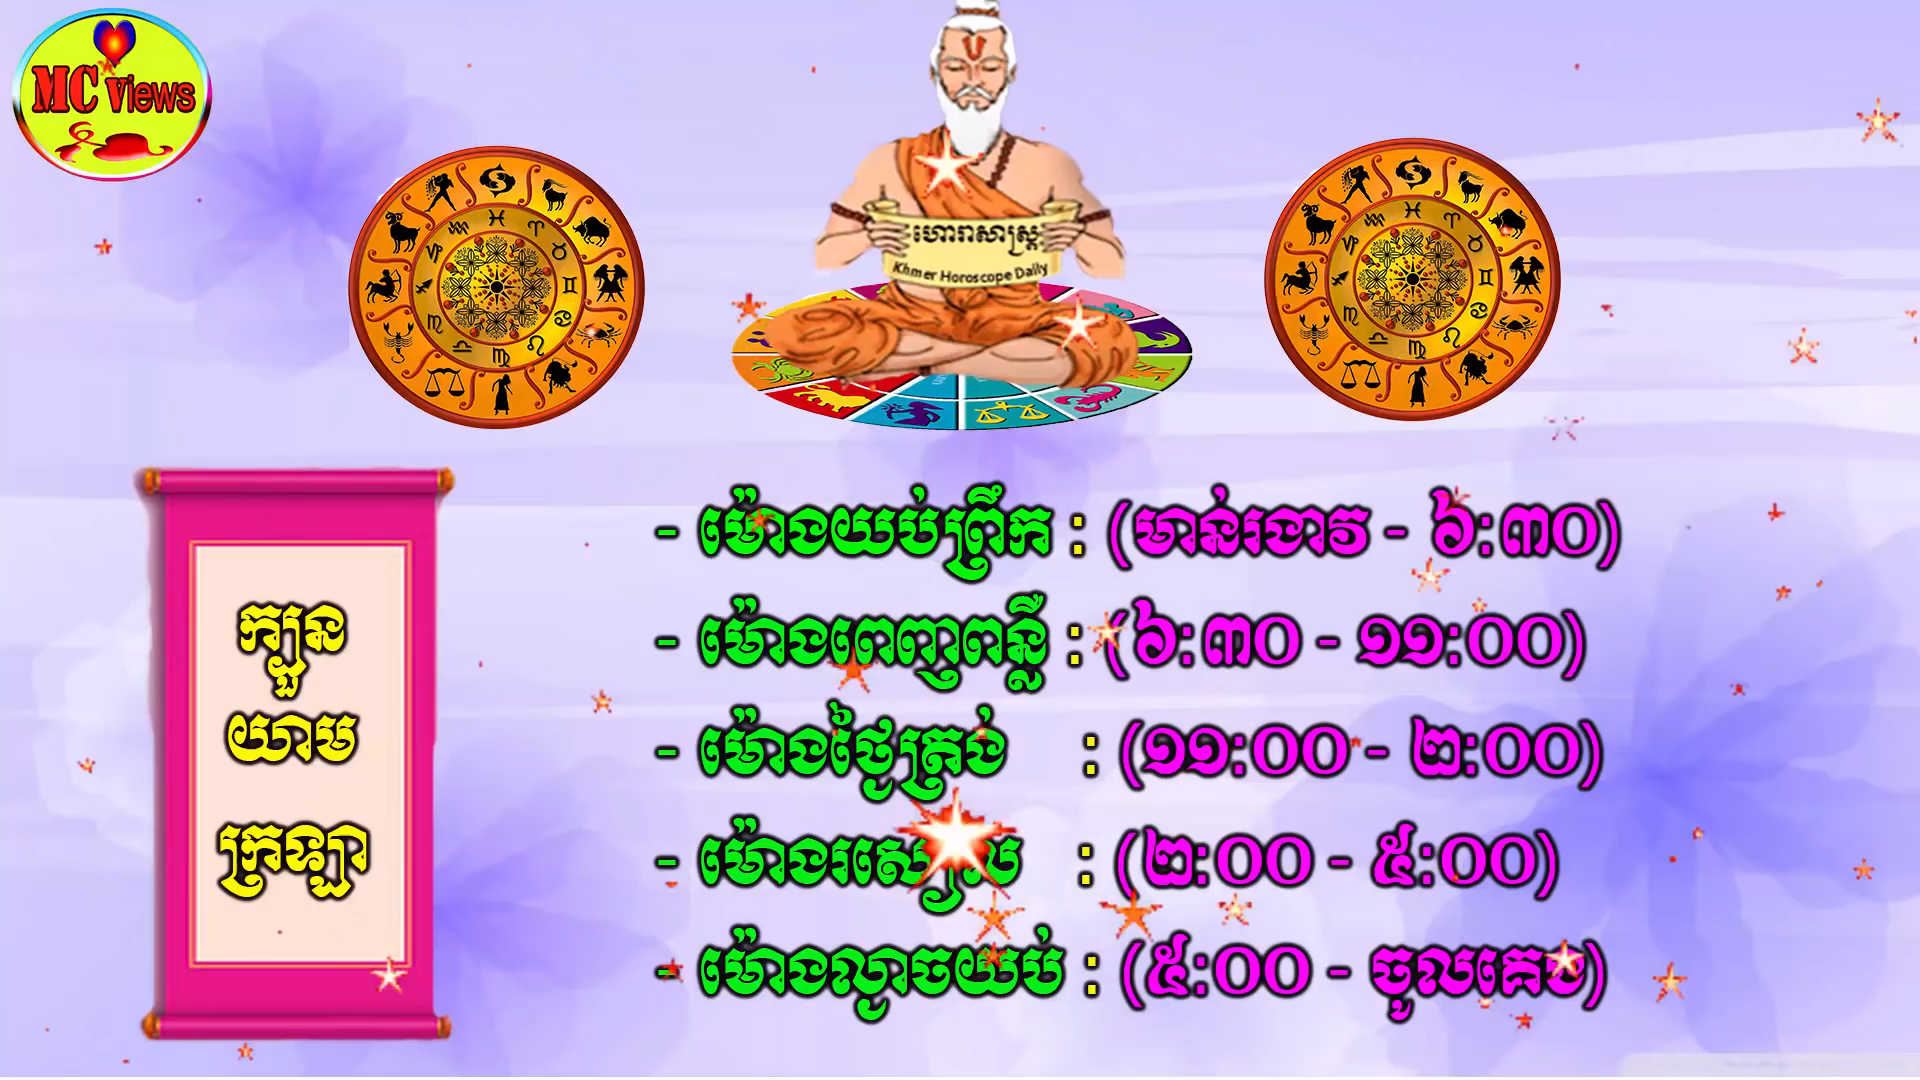 MC Views
ហោរាសាស្ត្រ
Khmer Horoscope Daily
ក្បួន
យាម
ក្រឡា
- ម៉ោងយប់ព្រឹក : (មាន់រងាវ - ៦:៣០)
- ម៉ោងពេញពន្លឺ : (៦:៣០ - ១១:០០)
- ម៉ោងថ្ងៃត្រង់ : (១១:០០ - ២:០០)
- ម៉ោងរសៀល : (២:០០ - ៥:០០)
- ម៉ោងល្ងាចយប់ : (៥:០០ - ចូលគេង)